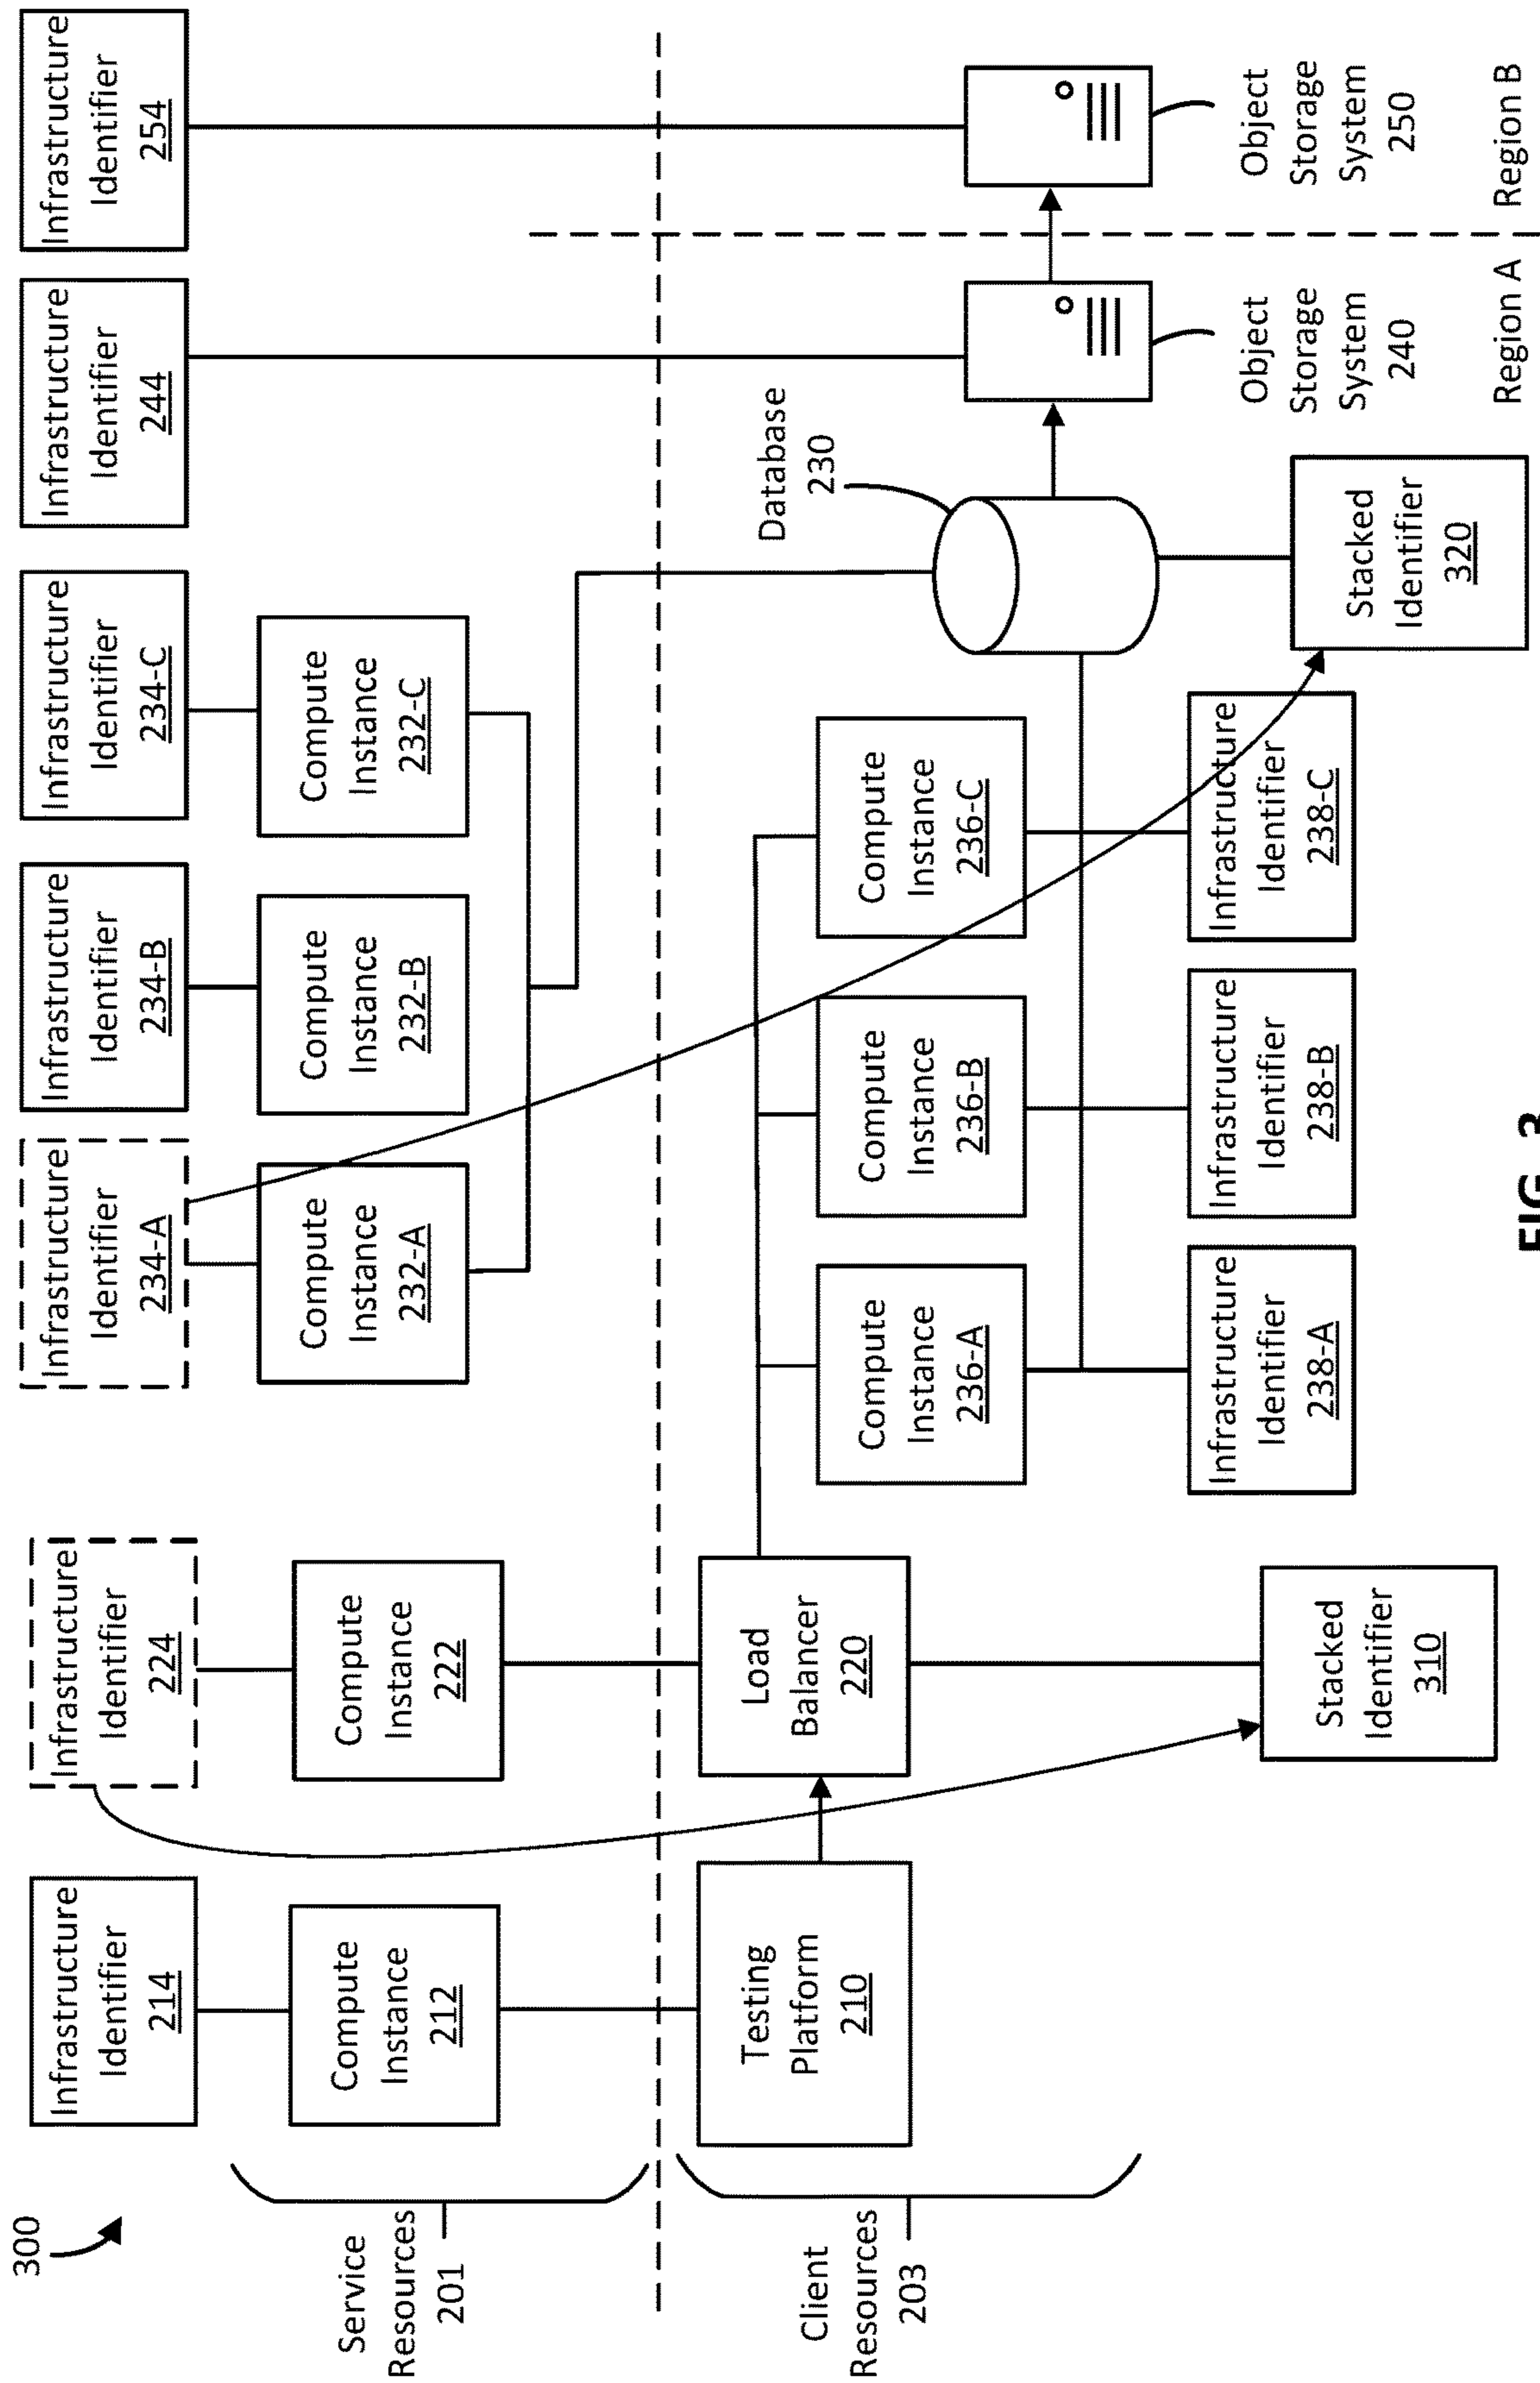 300
Infrastructure
Identifier
214
Infrastructure
Identifier
224
Infrastructure
Identifier
234-A
Infrastructure
Identifier
234-B
Infrastructure
Identifier
234-C
Infrastructure
Identifier
244
Infrastructure
Identifier
254
Service
Resources
201
Compute
Instance
212
Compute
Instance
222
Compute
Instance
232-A
Compute
Instance
232-B
Compute
Instance
232-C
Client
Resources
203
Testing
Platform
210
Load
Balancer
220
Compute
Instance
236-A
Compute
Instance
236-B
Compute
Instance
236-C
Database
230
Infrastructure
Identifier
238-A
Infrastructure
Identifier
238-B
Infrastructure
Identifier
238-C
Object
Storage
System
240
Object
Storage
System
250
Stacked
Identifier
310
Stacked
Identifier
320
Region A
Region B
FIG. 3